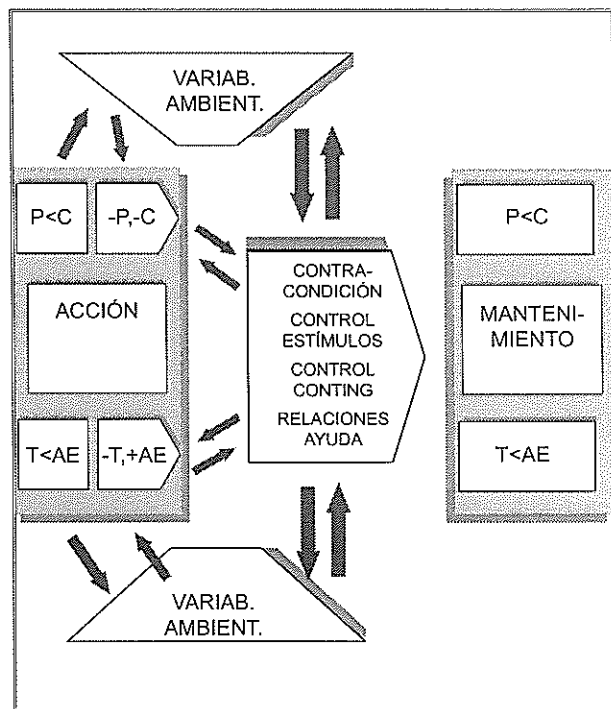 VARIAB.
AMBIENT.
P<C
-P,-C
ACCIÓN
T<AE
-T,+AE
CONTRA-
CONDICIÓN
CONTROL
ESTÍMULOS
CONTROL
CONTING
RELACIONES
AYUDA
P<C
MANTENI-
MIENTO
T<AE
VARIAB.
AMBIENT.